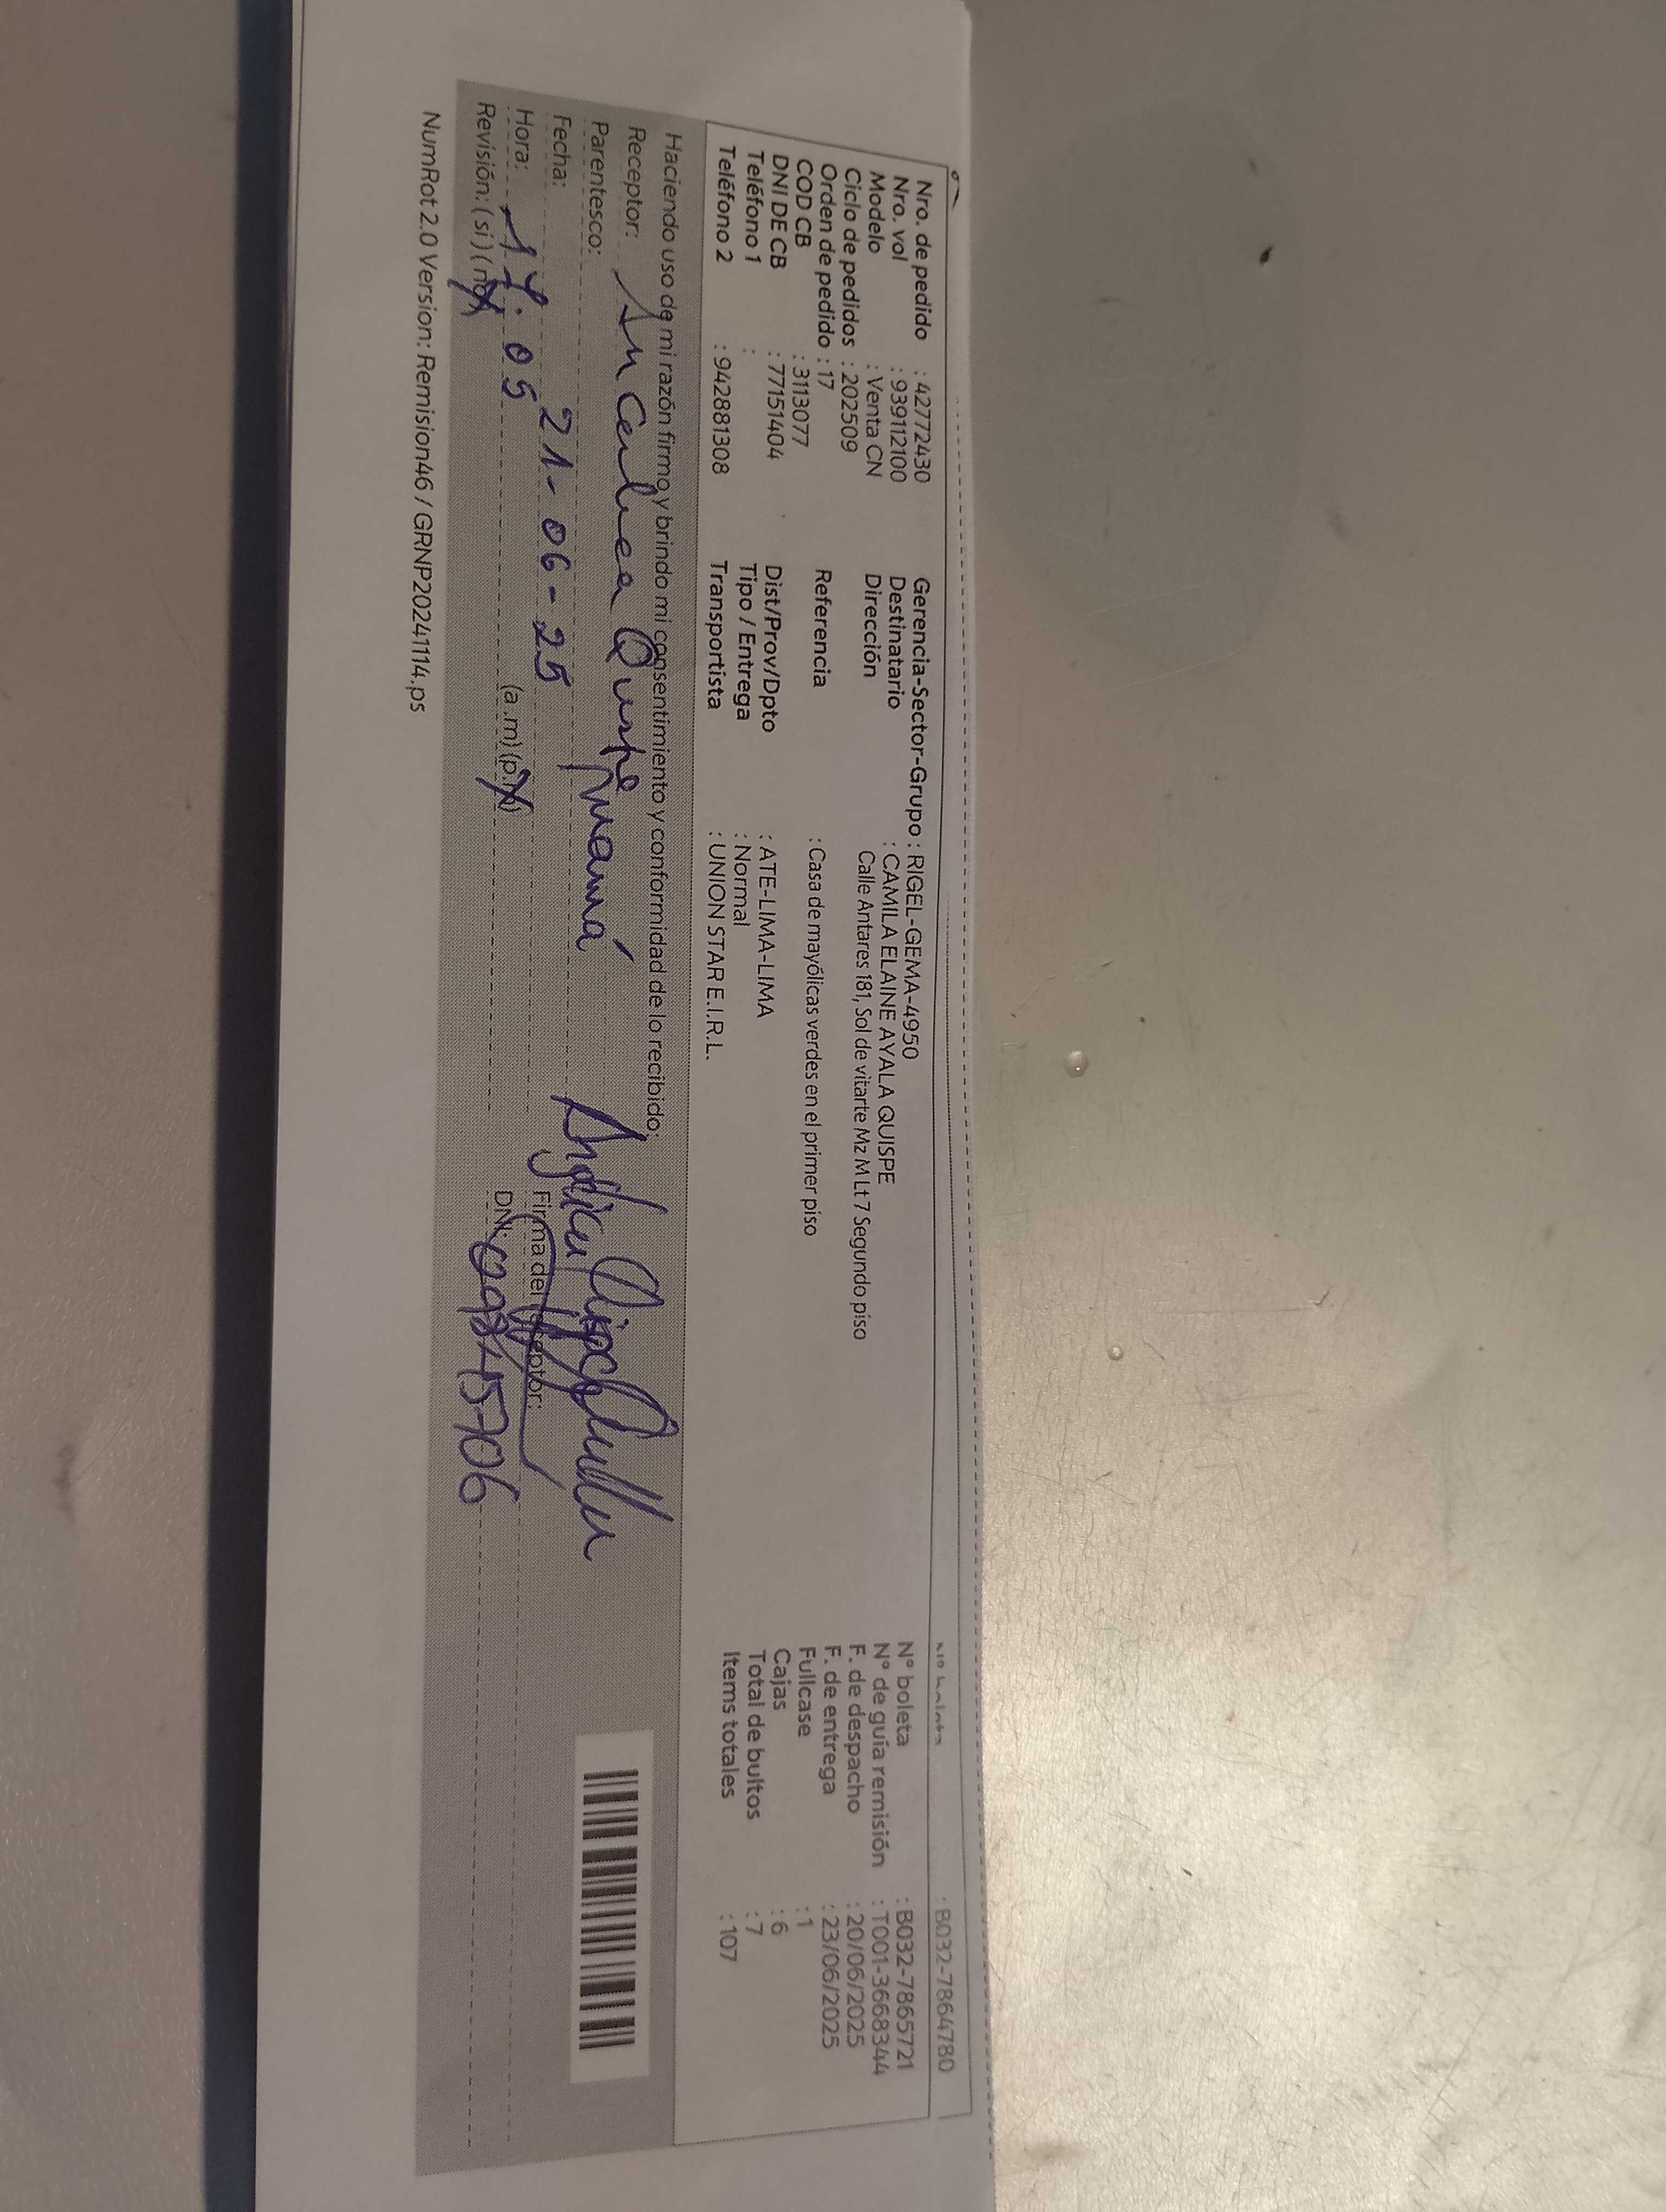 : B032-7864780
Nro. de pedido : 42772430
Nro. vol : 939112100
Modelo : Venta CN
Ciclo de pedidos : 202509
Orden de pedido : 17
COD CB : 3113077
DNI DE CB : 77151404
Teléfono 1 :
Teléfono 2 : 942881308
Gerencia-Sector-Grupo : RIGEL-GEMA-4950
Destinatario : CAMILA ELAINE AYALA QUISPE
Dirección Calle Antares 181, Sol de vitarte Mz M Lt 7 Segundo piso
Referencia : Casa de mayólicas verdes en el primer piso
Dist/Prov/Dpto : ATE-LIMA-LIMA
Tipo / Entrega : Normal
Transportista : UNION STAR E.I.R.L.
N° boleta : B032-7865721
N° de guía remisión : T001-36683444
F. de despacho : 20/06/2025
F. de entrega : 23/06/2025
Fullcase : 1
Cajas : 6
Total de bultos : 7
Items totales : 107
Haciendo uso de mi razón firmo y brindo mi consentimiento y conformidad de lo recibido:
Receptor:
Parentesco: mamá
Fecha: 21-06-25
Hora: 17:05 (a.m) (p.m)
Revisión: (si) (no)
Firma del receptor:
DNI:
NumRot 2.0 Version: Remision46 / GRNP20241114.ps